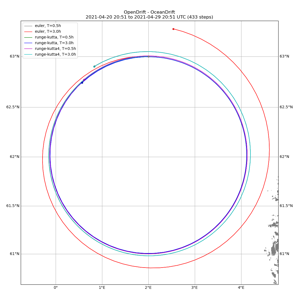 OpenDrift - OceanDrift
2021-04-20 20:51 to 2021-04-29 20:51 UTC (433 steps)
euler, T=0.5h
euler, T=3.0h
runge-kutta, T=0.5h
runge-kutta, T=3.0h
runge-kutta4, T=0.5h
runge-kutta4, T=3.0h
63°N 63°N
62.5°N 62.5°N
62°N 62°N
61.5°N 61.5°N
61°N 61°N
0° 1°E 2°E 3°E 4°E